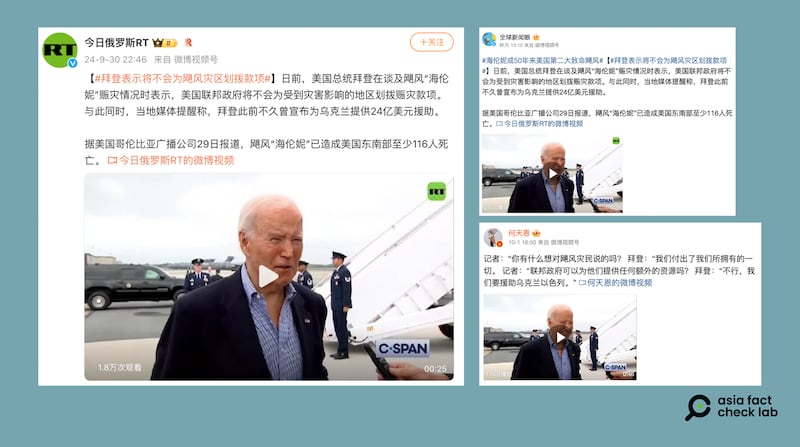 RT
今日俄罗斯RT
24-9-30 22:46 来自 微博视频号
+关注
【#拜登表示将不会为飓风灾区划拨款项#】日前，美国总统拜登在谈及飓风“海伦
妮”赈灾情况时表示，美国联邦政府将不会为受到灾害影响的地区划拨赈灾款项。
与此同时，当地媒体提醒称，拜登此前不久曾宣布为乌克兰提供24亿美元援助。
据美国哥伦比亚广播公司29日报道，飓风“海伦妮”已造成美国东南部至少116人死
亡。 今日俄罗斯RT的微博视频
RT
C-SPAN
1.8万次观看
00:25
全球新闻眼
昨天 13:13 来自 微博视频号
#海伦妮成50年来美国第二大致命飓风# 【#拜登表示将不会为飓风灾区划拨款项
#】日前，美国总统拜登在谈及飓风“海伦妮”赈灾情况时表示，美国联邦政府将不
会为受到灾害影响的地区划拨赈灾款项。与此同时，当地媒体提醒称，拜登此前
不久曾宣布为乌克兰提供24亿美元援助。
据美国哥伦比亚广播公司29日报道，飓风“海伦妮”已造成美国东南部至少116人死
亡。 今日俄罗斯RT的微博视频
C-SPAN
何天恩
10-1 16:50 来自 微博视频号
记者：“你有什么想对飓风灾民说的吗？ 拜登：“我们付出了我们所拥有的一
切。 记者：“联邦政府可以为他们提供任何额外的资源吗？ 拜登：“不行，我
们要援助乌克兰以色列。” 何天恩的微博视频
C-SPAN
asia fact
check lab